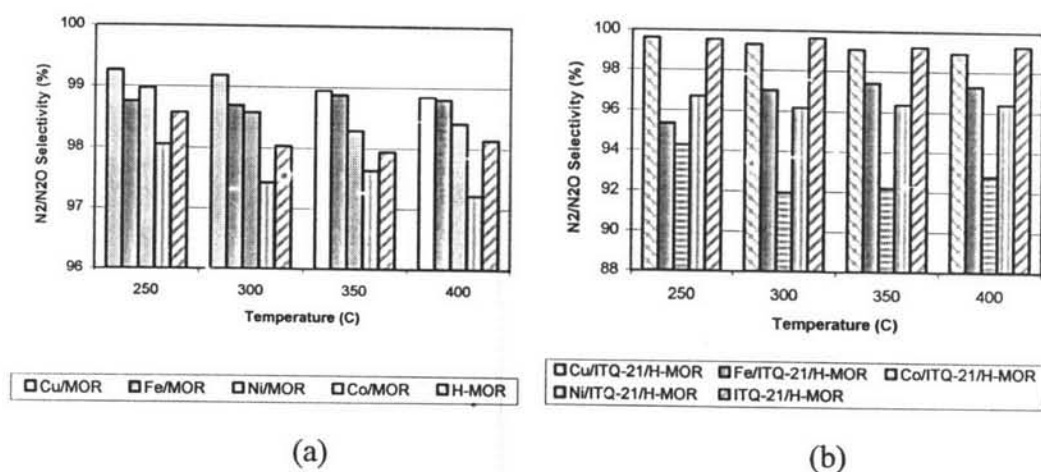 100
99
98
97
96
N2/N2O Selectivity (%)
250 300 350 400
Temperature (C)
Cu/MOR Fe/MOR Ni/MOR Co/MOR H-MOR
(a)
100
98
96
94
92
90
88
N2/N2O Selectivity (%)
250 300 350 400
Temperature (C)
Cu/ITQ-21/H-MOR Fe/ITQ-21/H-MOR Co/ITQ-21/H-MOR
Ni/ITQ-21/H-MOR ITQ-21/H-MOR
(b)